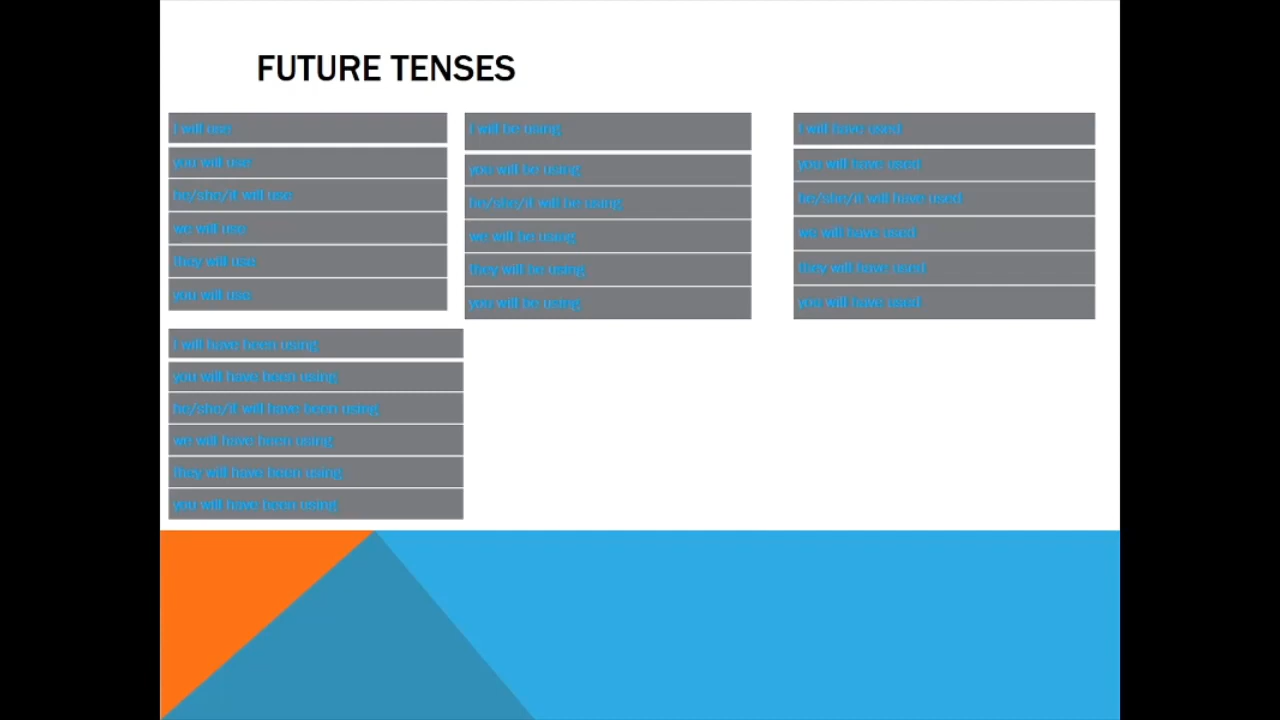 FUTURE TENSES
I will use
you will use
he/she/it will use
we will use
they will use
you will use
I will be using
you will be using
he/she/it will be using
we will be using
they will be using
you will be using
I will have used
you will have used
he/she/it will have used
we will have used
they will have used
you will have used
I will have been using
you will have been using
he/she/it will have been using
we will have been using
they will have been using
you will have been using